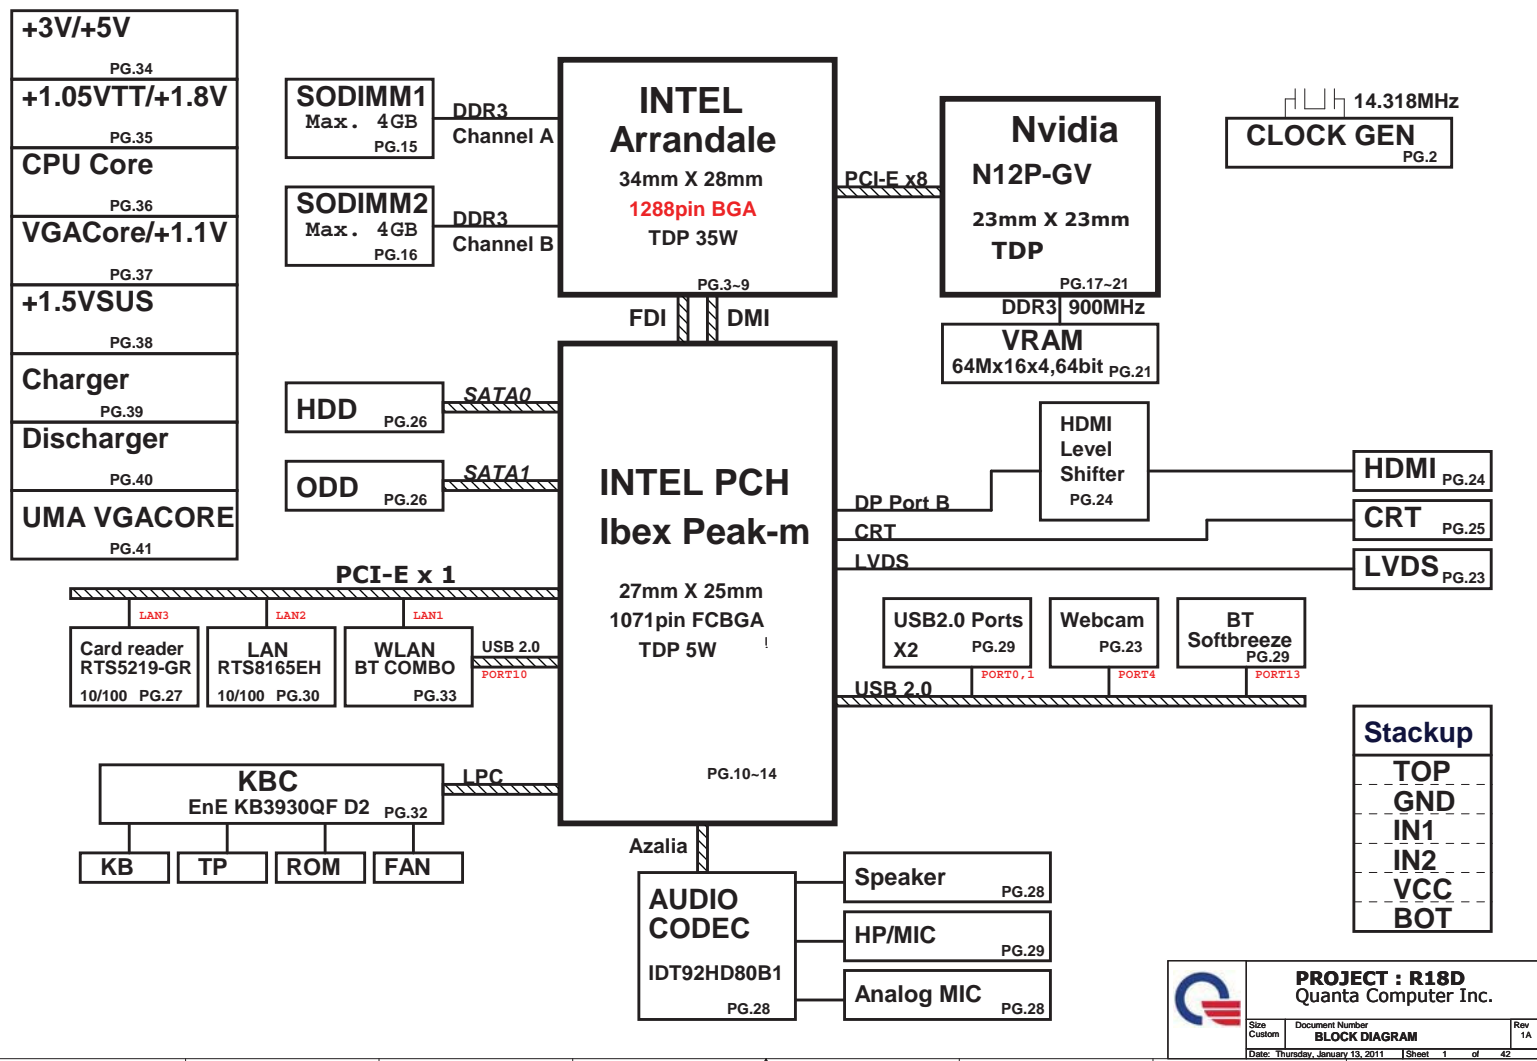 +3V/+5V
PG.34
+1.05VTT/+1.8V
PG.35
CPU Core
PG.36
VGACore/+1.1V
PG.37
+1.5VSUS
PG.38
Charger
PG.39
Discharger
PG.40
UMA VGACORE
PG.41
SODIMM1
Max. 4GB
PG.15
DDR3
Channel A
SODIMM2
Max. 4GB
PG.16
DDR3
Channel B
INTEL
Arrandale
34mm X 28mm
1288pin BGA
TDP 35W
PG.3~9
PCI-E x8
Nvidia
N12P-GV
23mm X 23mm
TDP
PG.17~21
DDR3 900MHz
VRAM
64Mx16x4,64bit PG.21
14.318MHz
CLOCK GEN
PG.2
FDI
DMI
HDD
PG.26
SATA0
ODD
PG.26
SATA1
INTEL PCH
Ibex Peak-m
27mm X 25mm
1071pin FCBGA
TDP 5W
!
PG.10~14
HDMI
Level
Shifter
PG.24
DP Port B
CRT
LVDS
HDMI PG.24
CRT PG.25
LVDS PG.23
PCI-E x 1
LAN3
LAN2
LAN1
Card reader
RTS5219-GR
10/100 PG.27
LAN
RTS8165EH
10/100 PG.30
WLAN
BT COMBO
PG.33
USB 2.0
PORT10
USB2.0 Ports
X2
PG.29
Webcam
PG.23
BT
Softbreeze
PG.29
PORT0,1
PORT4
PORT13
USB 2.0
KBC
EnE KB3930QF D2 PG.32
LPC
KB
TP
ROM
FAN
Azalia
AUDIO
CODEC
IDT92HD80B1
PG.28
Speaker
PG.28
HP/MIC
PG.29
Analog MIC PG.28
Stackup
TOP
GND
IN1
IN2
VCC
BOT
PROJECT : R18D
Quanta Computer Inc.
Size
Custom
Document Number
BLOCK DIAGRAM
Rev
1A
Date: Thursday, January 13, 2011 Sheet 1 of 42